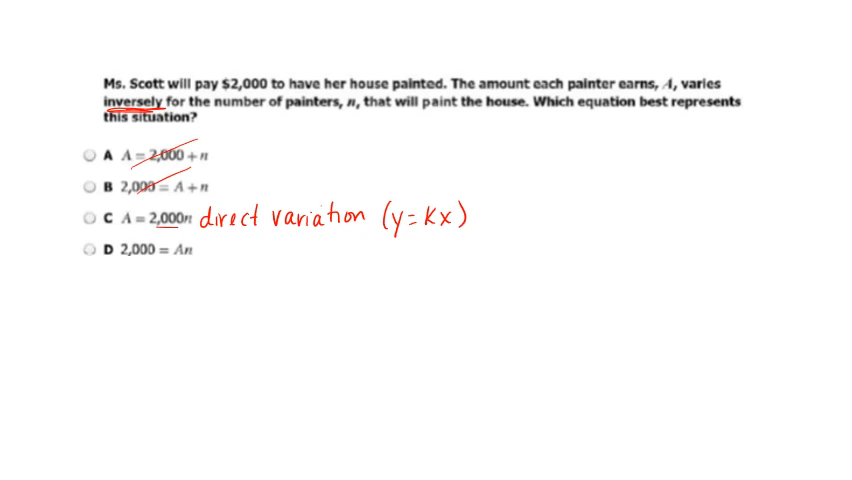 Ms. Scott will pay $2,000 to have her house painted. The amount each painter earns, A, varies
inversely for the number of painters, n, that will paint the house. Which equation best represents
this situation?
A A = 2,000 + n
B 2,000 = A + n
C A = 2,000n direct variation (y = kx)
D 2,000 = An